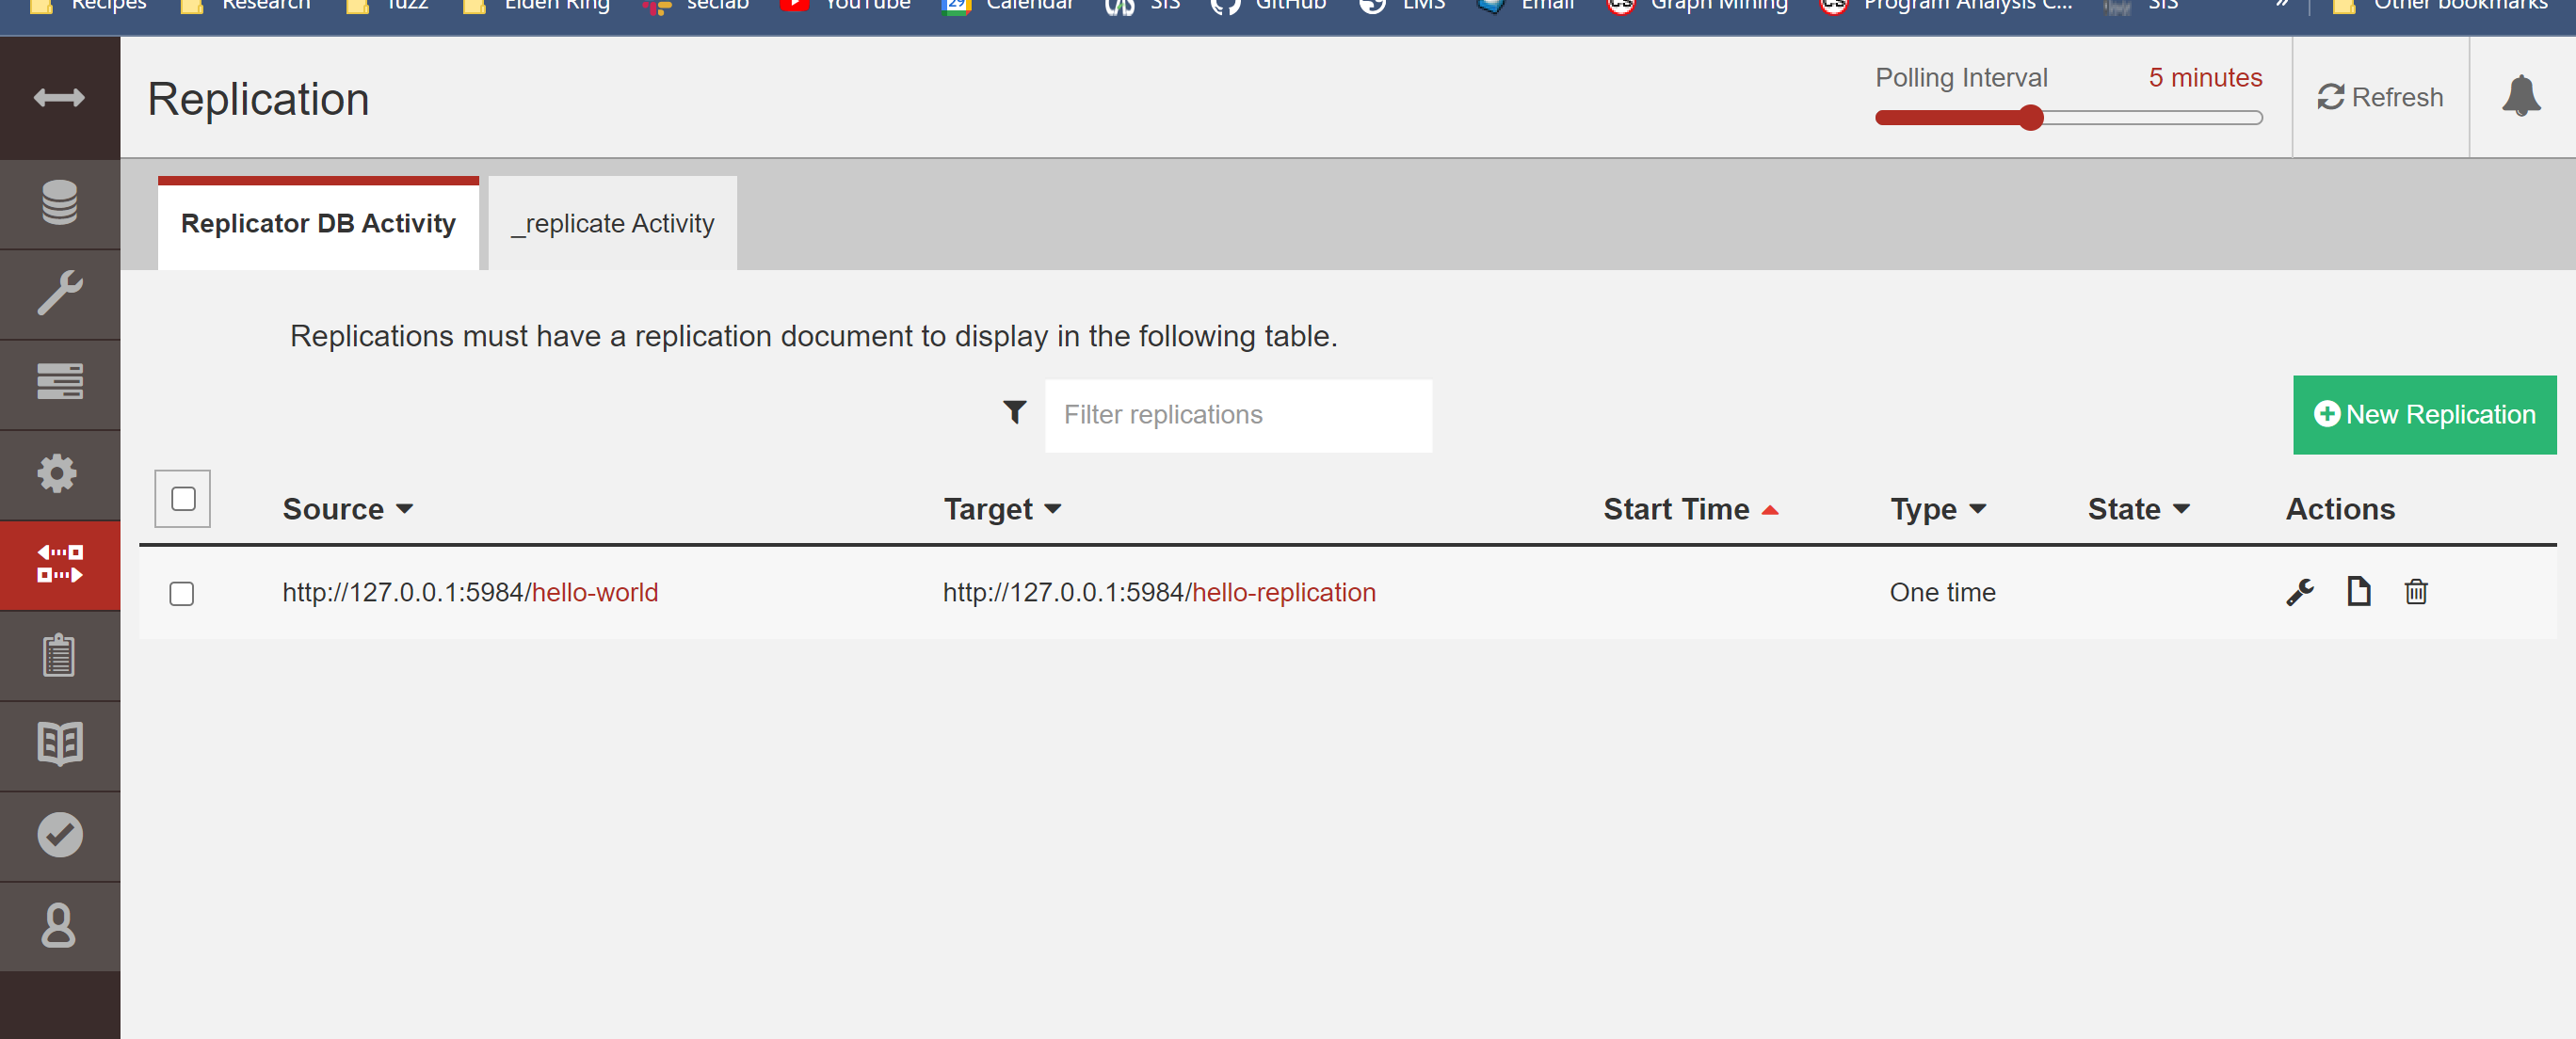 Recipes Research fuzz Elden Ring seclab YouTube 29 Calendar SIS GitHub LMS Email CS Graph Mining CS Program Analysis C... SIS » Other bookmarks
Replication
Polling Interval 5 minutes
Refresh
Replicator DB Activity _replicate Activity
Replications must have a replication document to display in the following table.
Filter replications
New Replication
Source Target Start Time Type State Actions
http://127.0.0.1:5984/hello-world http://127.0.0.1:5984/hello-replication One time